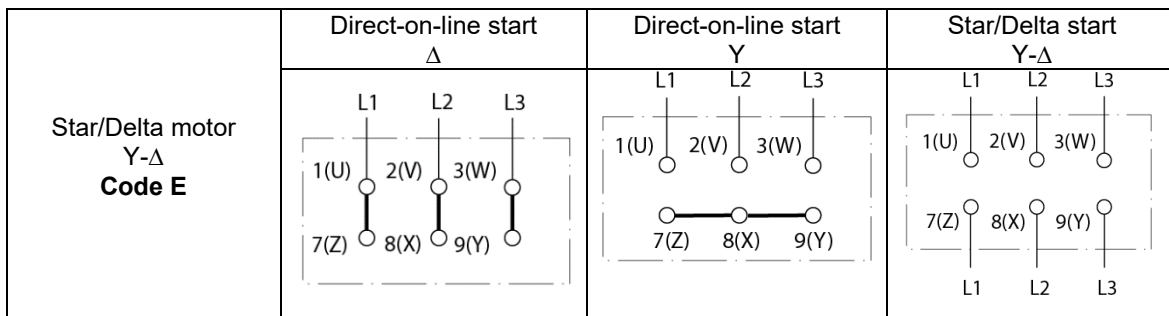 Star/Delta motor
Y-Δ
Code E
Direct-on-line start
Δ
L1 L2 L3
1(U) 2(V) 3(W)
7(Z) 8(X) 9(Y)
Direct-on-line start
Y
L1 L2 L3
1(U) 2(V) 3(W)
7(Z) 8(X) 9(Y)
Star/Delta start
Y-Δ
L1 L2 L3
1(U) 2(V) 3(W)
7(Z) 8(X) 9(Y)
L1 L2 L3